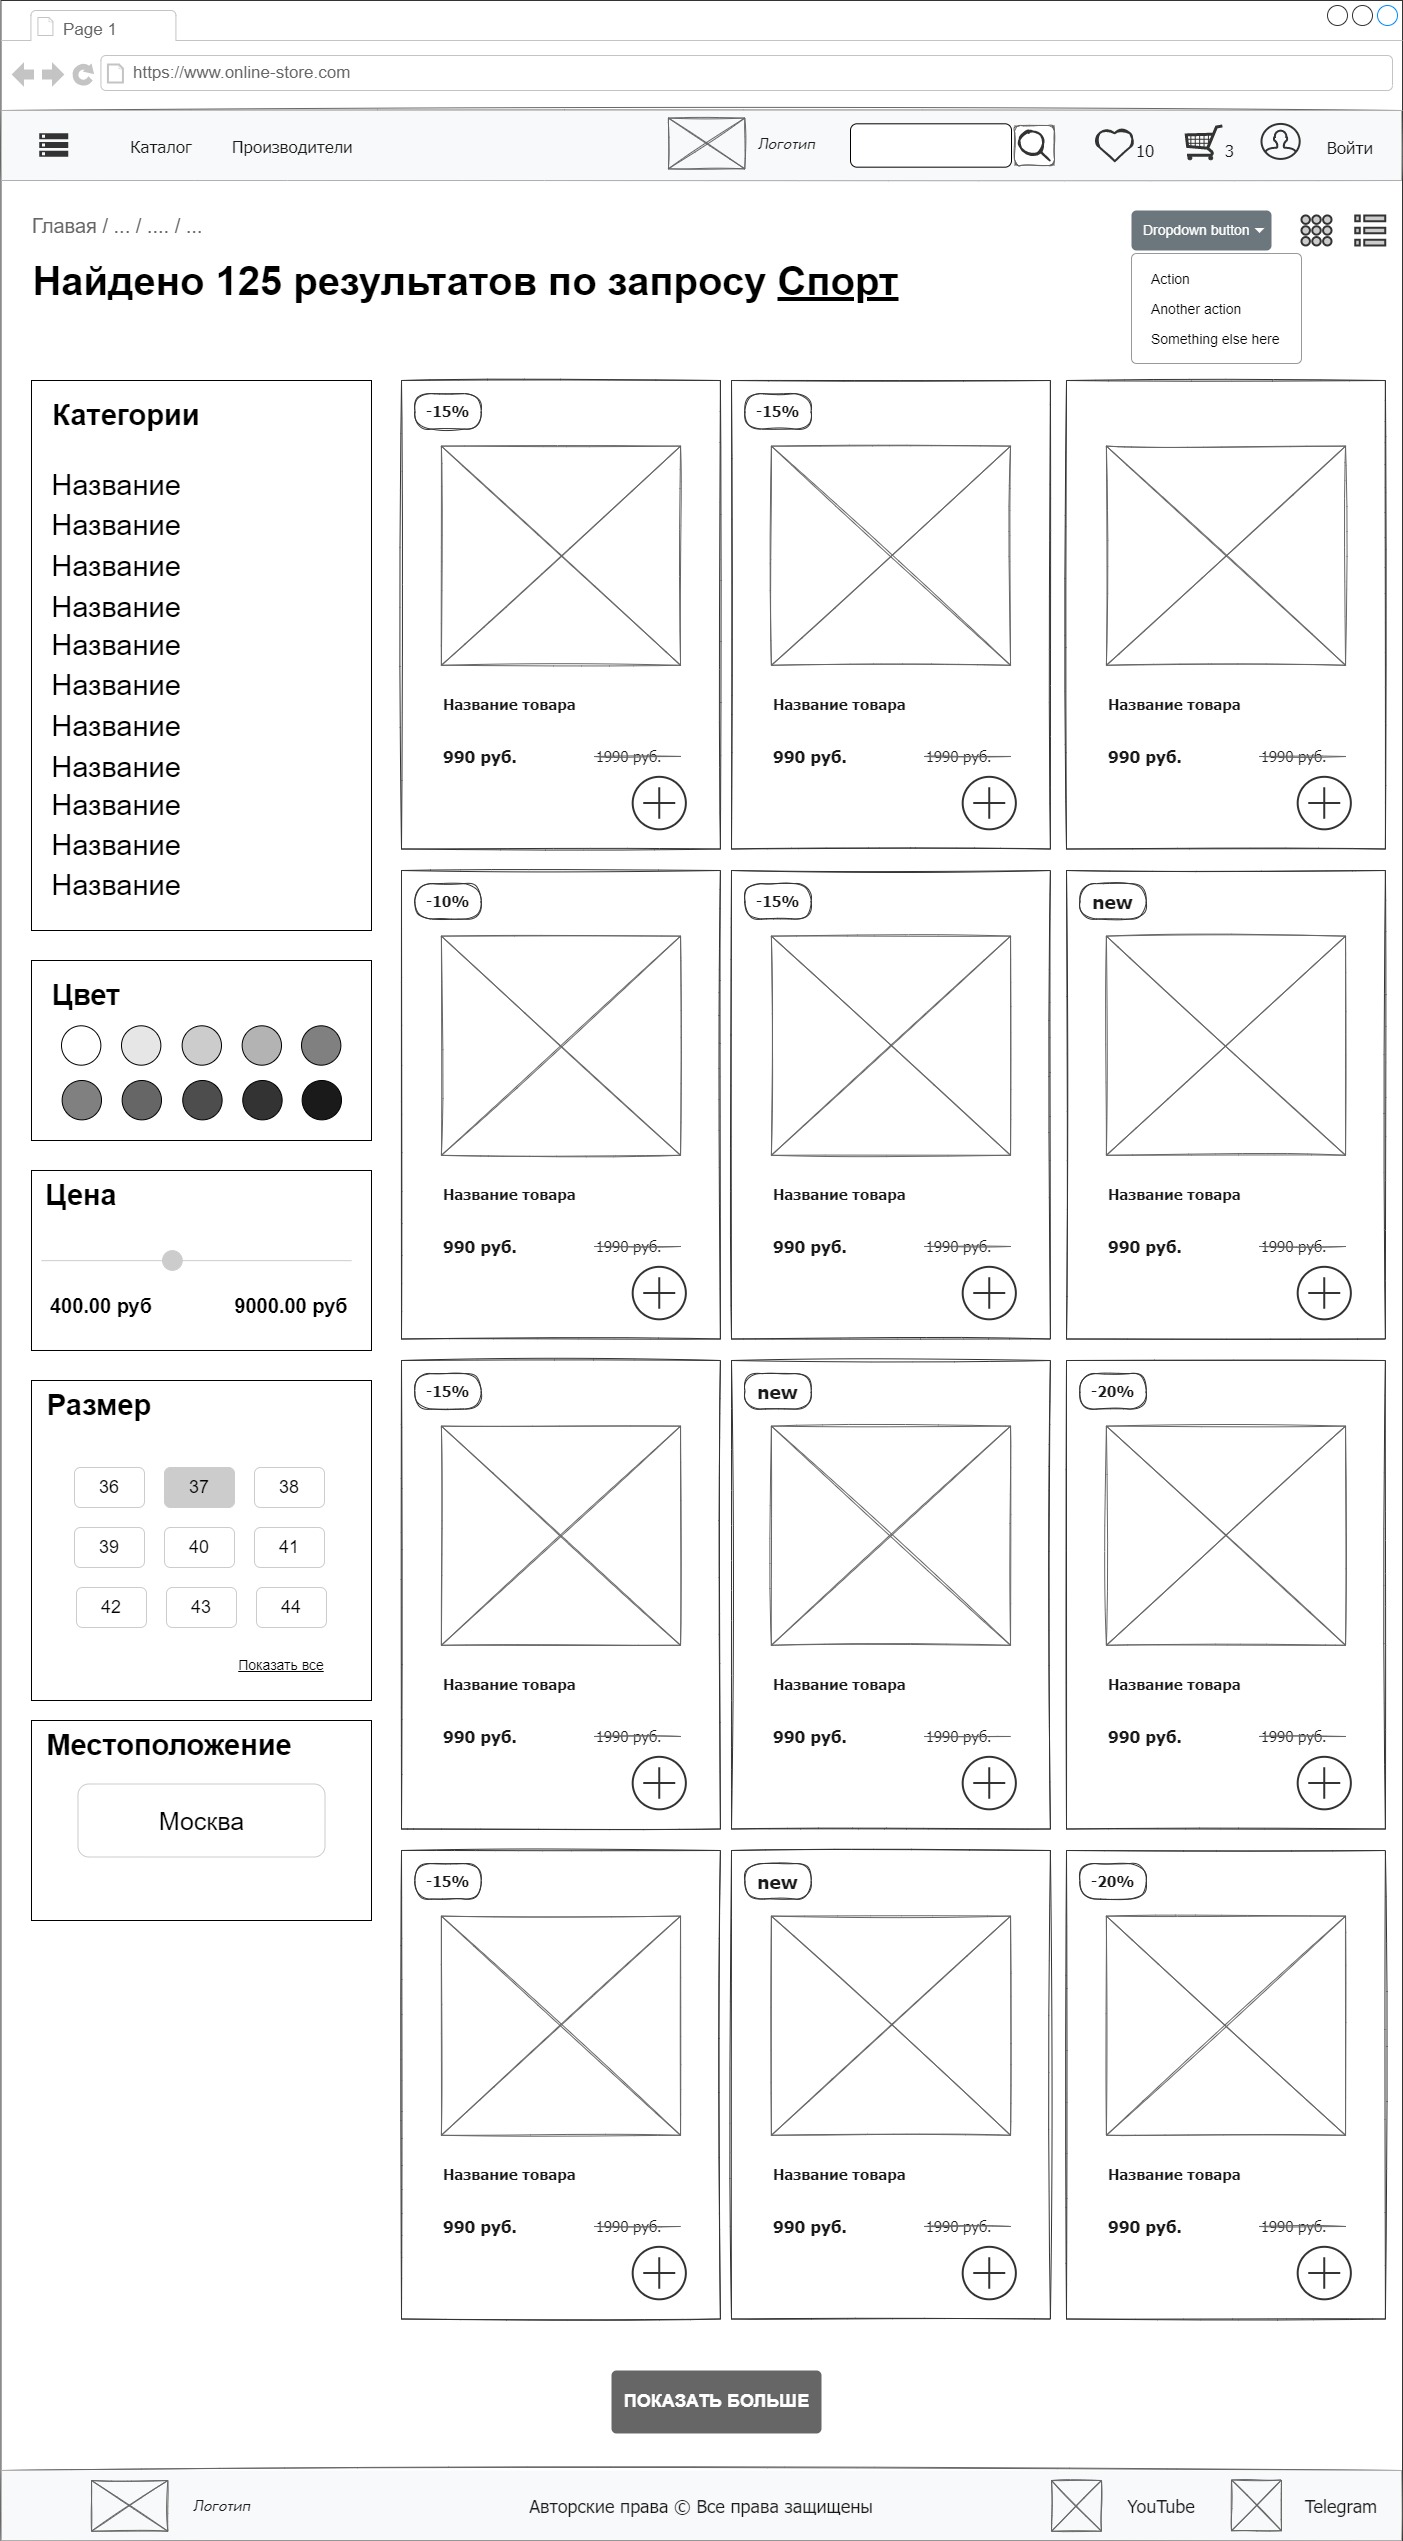 Page 1
https://www.online-store.com
Каталог Производители Логотип 10 3 Войти
Главая / ... / .... / ...
Dropdown button
Найдено 125 результатов по запросу Спорт
Action
Another action
Something else here
Категории
Название
Название
Название
Название
Название
Название
Название
Название
Название
Название
Название
Цвет
Цена
400.00 руб 9000.00 руб
Размер
36 37 38
39 40 41
42 43 44
Показать все
Местоположение
Москва
-15% -15%
Название товара Название товара Название товара
990 руб. 1990 руб. 990 руб. 1990 руб. 990 руб. 1990 руб.
-10% -15% new
Название товара Название товара Название товара
990 руб. 1990 руб. 990 руб. 1990 руб. 990 руб. 1990 руб.
-15% new -20%
Название товара Название товара Название товара
990 руб. 1990 руб. 990 руб. 1990 руб. 990 руб. 1990 руб.
-15% new -20%
Название товара Название товара Название товара
990 руб. 1990 руб. 990 руб. 1990 руб. 990 руб. 1990 руб.
ПОКАЗАТЬ БОЛЬШЕ
Логотип Авторские права © Все права защищены YouTube Telegram